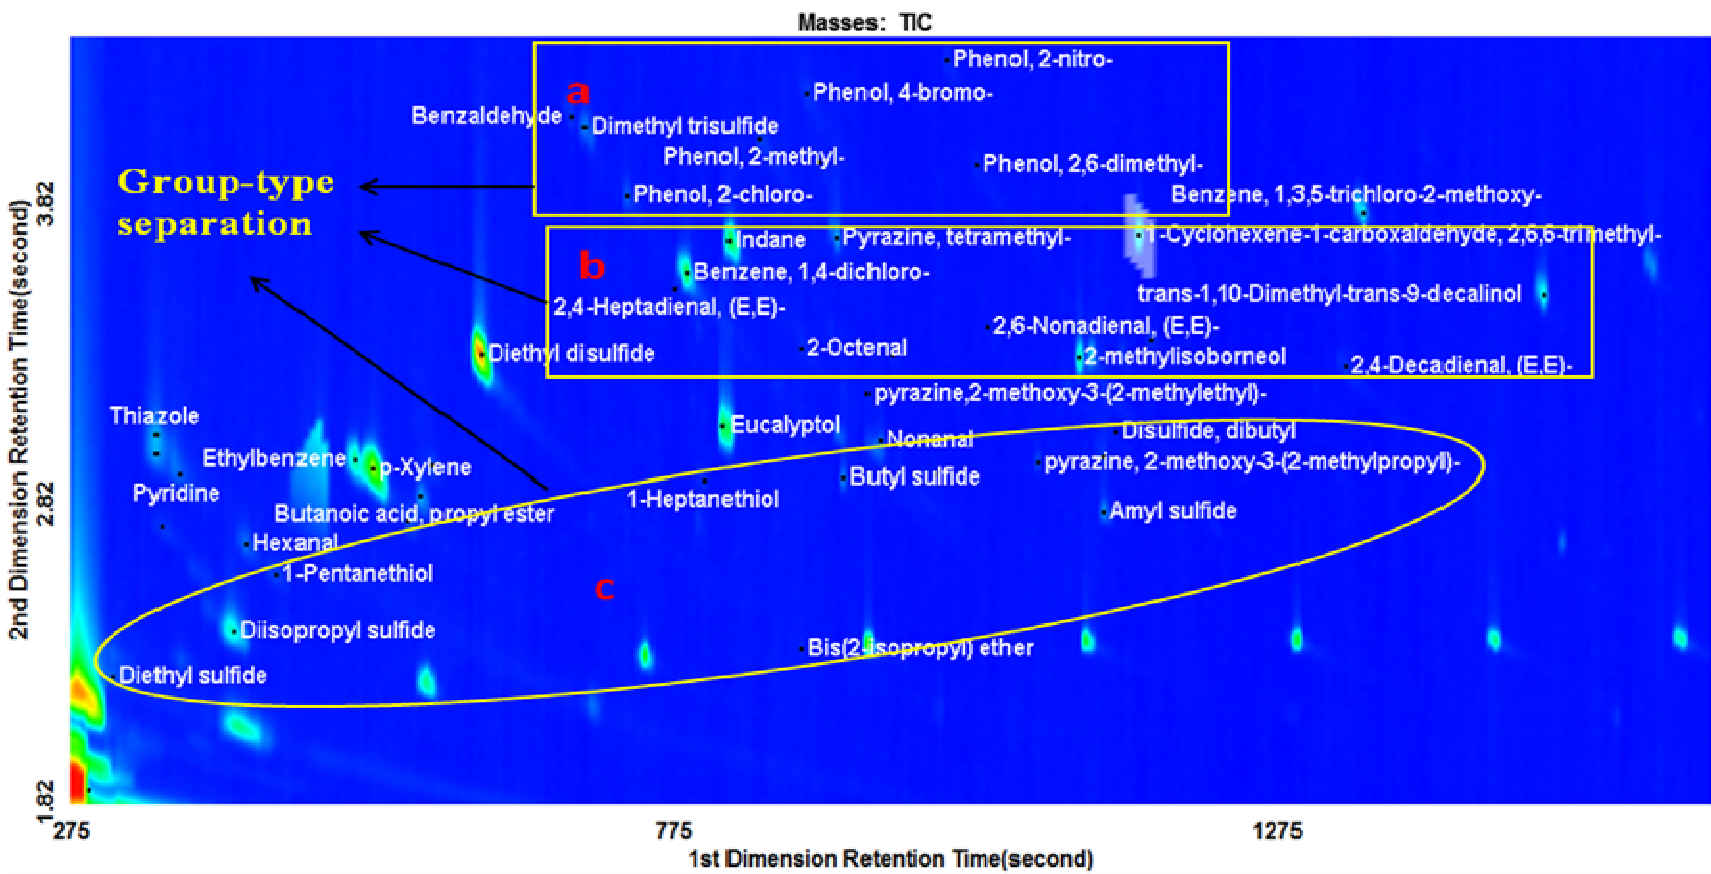 Masses: TIC
Phenol, 2-nitro-
a
Phenol, 4-bromo-
Benzaldehyde
Dimethyl trisulfide
Phenol, 2-methyl-
Phenol, 2,6-dimethyl-
Group-type
separation
Phenol, 2-chloro-
Benzene, 1,3,5-trichloro-2-methoxy-
Indane
Pyrazine, tetramethyl-
1-Cyclohexene-1-carboxaldehyde, 2,6,6-trimethyl-
b
Benzene, 1,4-dichloro-
trans-1,10-Dimethyl-trans-9-decalinol
2,4-Heptadienal, (E,E)-
2,6-Nonadienal, (E,E)-
Diethyl disulfide
2-Octenal
2-methylisoborneol
2,4-Decadienal, (E,E)-
pyrazine,2-methoxy-3-(2-methylethyl)-
Thiazole
Eucalyptol
Nonanal
Disulfide, dibutyl
Ethylbenzene
p-Xylene
pyrazine, 2-methoxy-3-(2-methylpropyl)-
Pyridine
Butyl sulfide
1-Heptanethiol
Butanoic acid, propyl ester
Amyl sulfide
Hexanal
1-Pentanethiol
c
Diisopropyl sulfide
Bis(2-isopropyl) ether
Diethyl sulfide
2nd Dimension Retention Time(second)
3.82
2.82
1.82
275
775
1275
1st Dimension Retention Time(second)